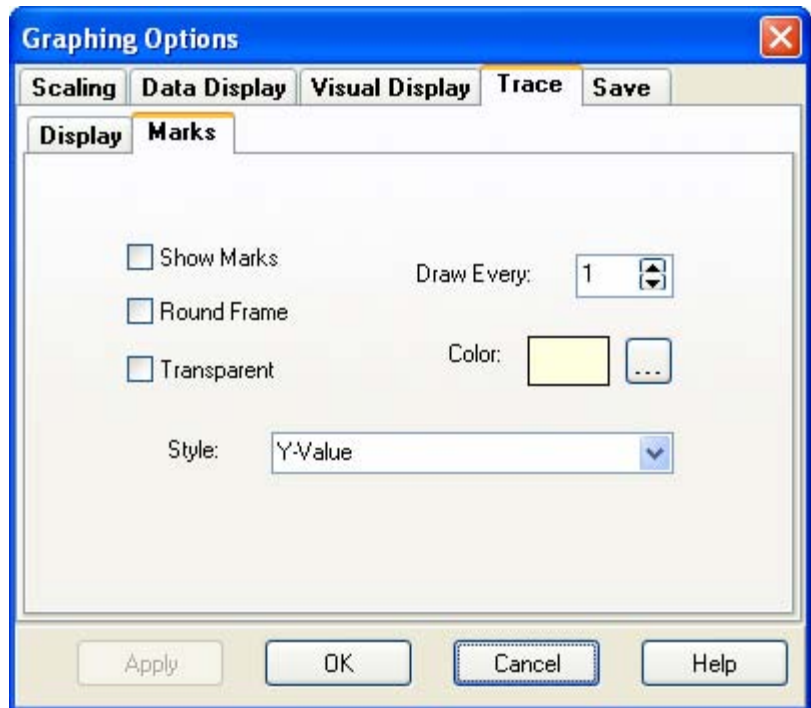 Graphing Options
Scaling Data Display Visual Display Trace Save
Display Marks
Show Marks
Draw Every: 1
Round Frame
Color: ...
Transparent
Style: Y-Value
Apply OK Cancel Help